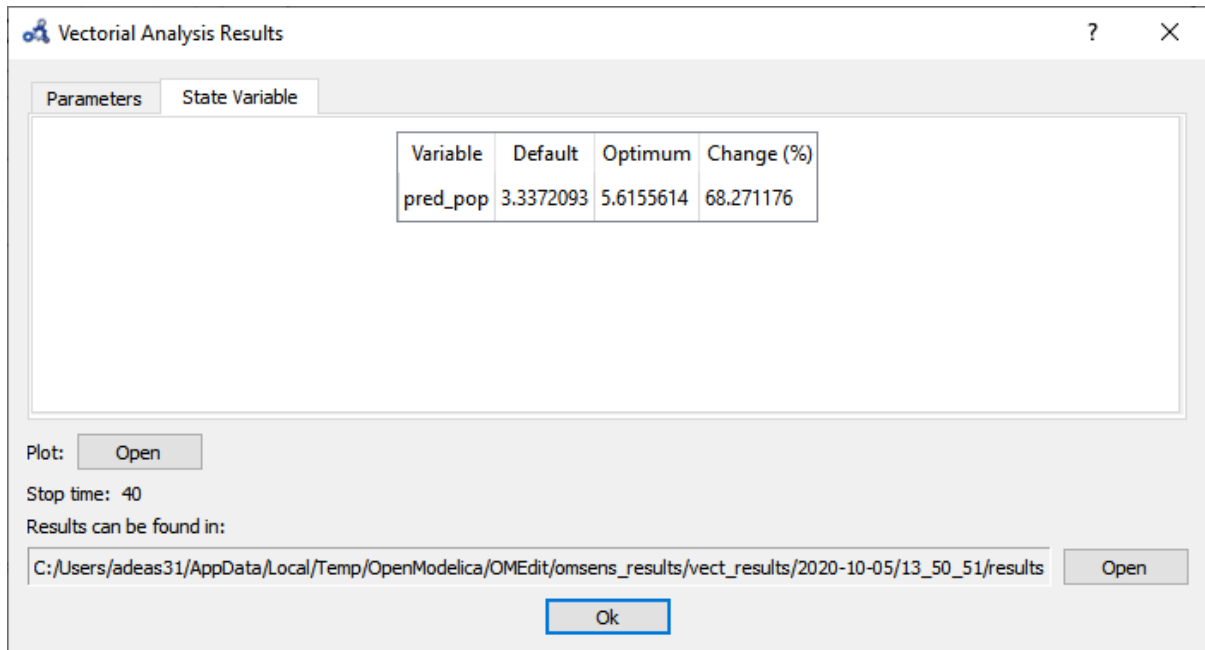 Vectorial Analysis Results ?
Parameters State Variable
Variable Default Optimum Change (%)
pred_pop 3.3372093 5.6155614 68.271176
Plot: Open
Stop time: 40
Results can be found in:
C:/Users/adeas31/AppData/Local/Temp/OpenModelica/OMEdit/omsens_results/vect_results/2020-10-05/13_50_51/results Open
Ok